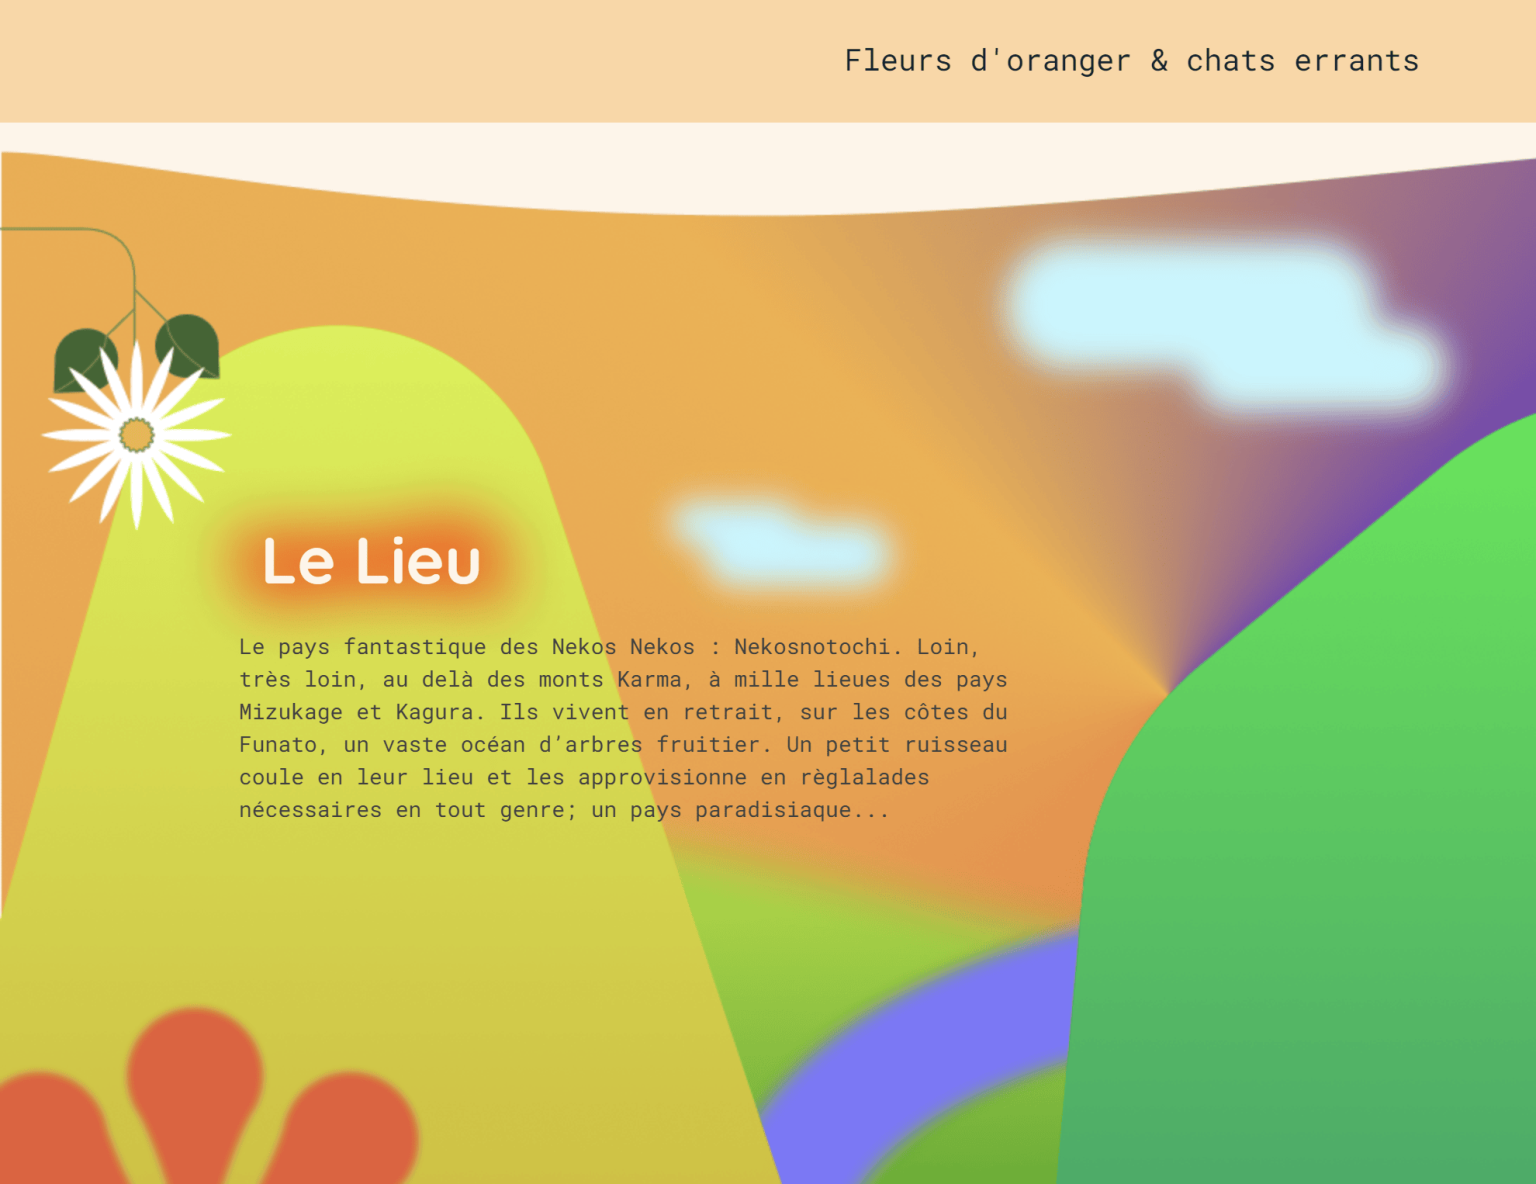 Fleurs d'oranger & chats errants
Le Lieu
Le pays fantastique des Nekos Nekos : Nekosnotochi. Loin,
très loin, au delà des monts Karma, à mille lieues des pays
Mizukage et Kagura. Ils vivent en retrait, sur les côtes du
Funato, un vaste océan d’arbres fruitier. Un petit ruisseau
coule en leur lieu et les approvisionne en règlalades
nécessaires en tout genre; un pays paradisiaque...